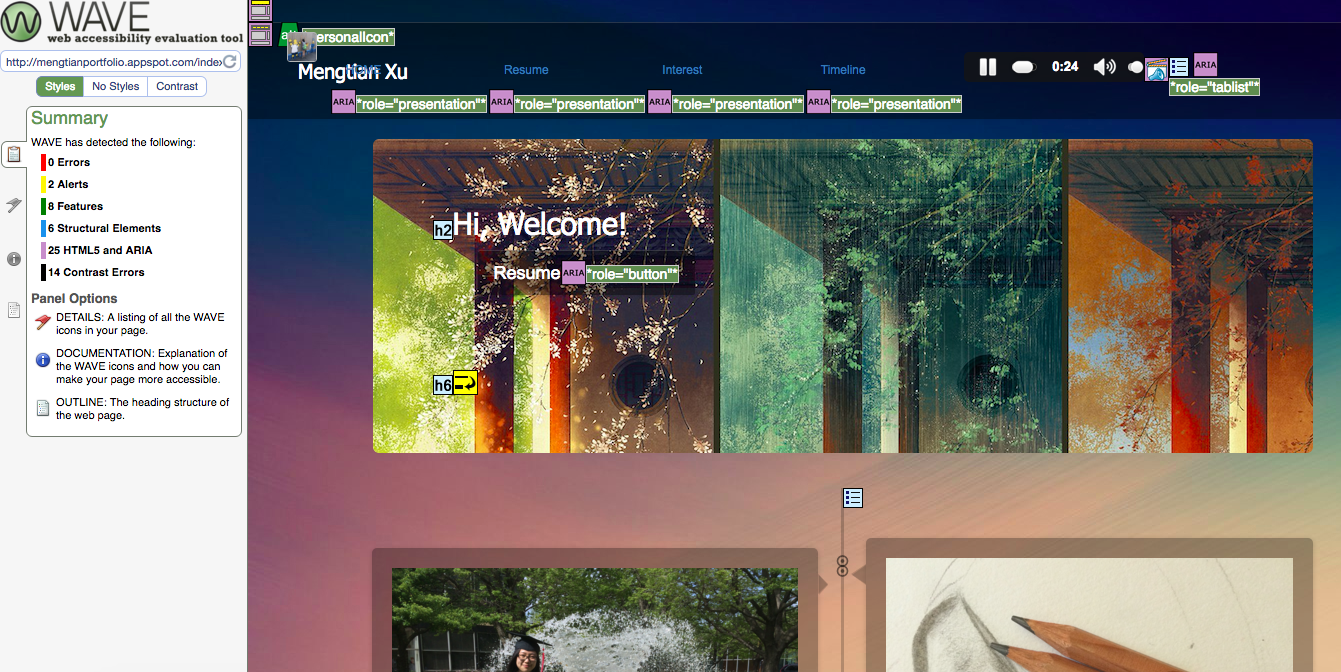 WAVE
web accessibility evaluation tool
http://mengtianportfolio.appspot.com/index
Styles No Styles Contrast
Summary
WAVE has detected the following:
0 Errors
2 Alerts
8 Features
6 Structural Elements
25 HTML5 and ARIA
14 Contrast Errors
Panel Options
DETAILS: A listing of all the WAVE
icons in your page.
DOCUMENTATION: Explanation of
the WAVE icons and how you can
make your page more accessible.
OUTLINE: The heading structure of
the web page.
ersonalIcon*
Mengtian Xu
HOME Resume Interest Timeline
0:24
ARIA
*role="tablist"*
ARIA *role="presentation"* ARIA *role="presentation"* ARIA *role="presentation"* ARIA *role="presentation"*
h2 Hi, Welcome!
Resume ARIA *role="button"*
h6